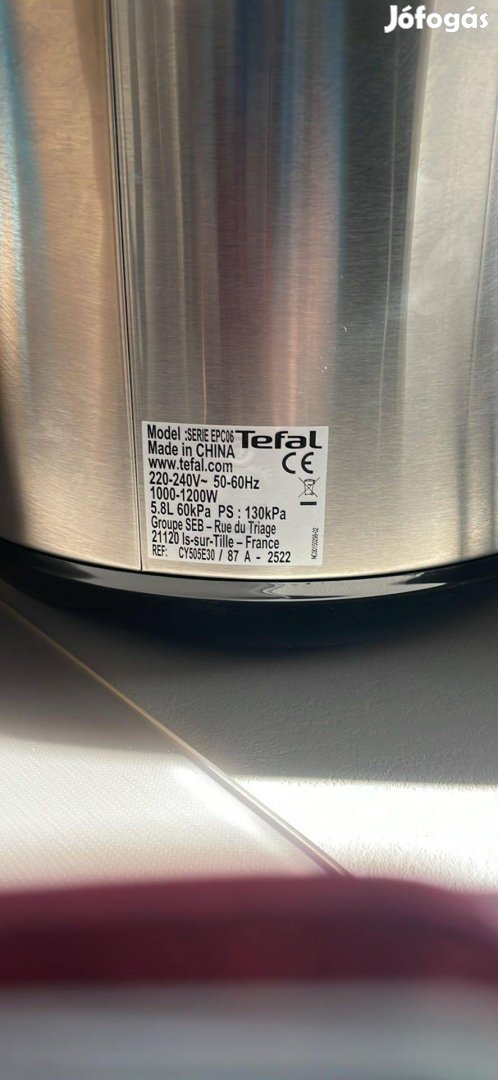 Jófogás
Model :SERIE EPC06 Tefal
Made in CHINA
www.tefal.com
220-240V~ 50-60Hz
1000-1200W
5.8L 60kPa PS : 130kPa
Groupe SEB – Rue du Triage
21120 Is-sur-Tille – France
REF: CY505E30 / 87 A - 2522